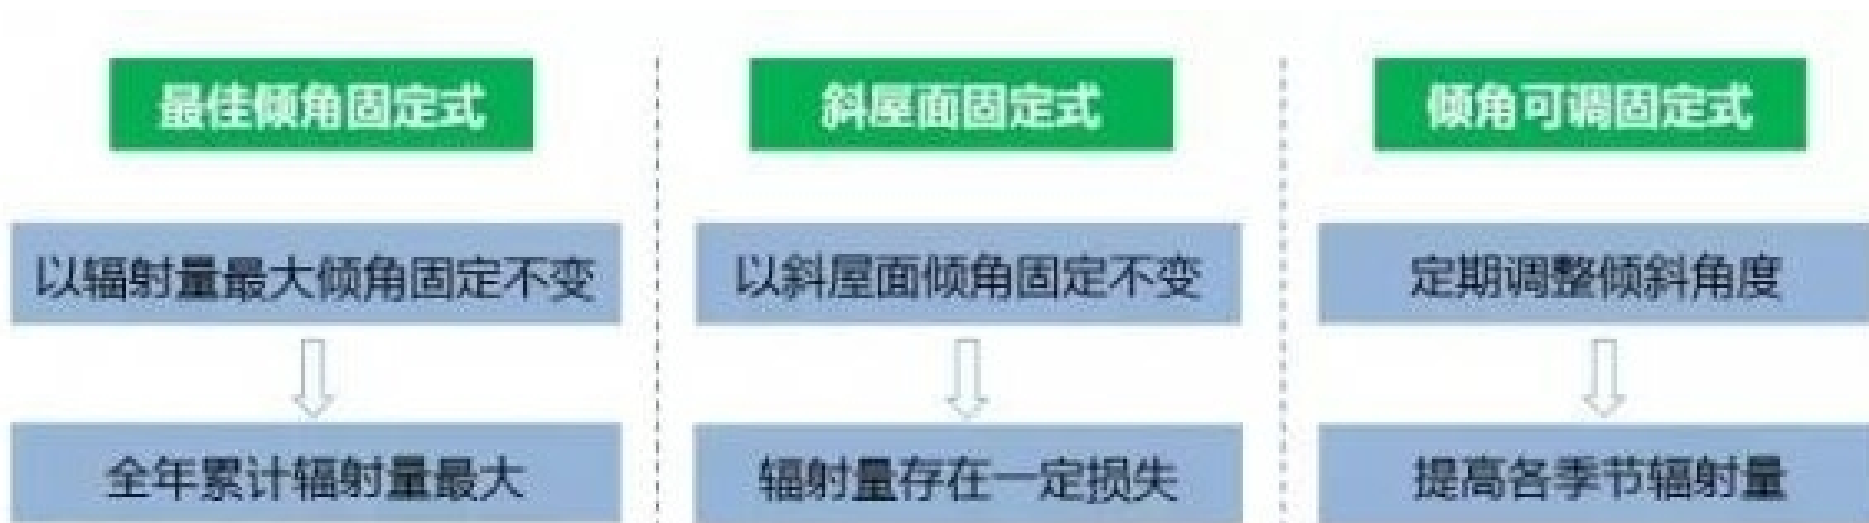 最佳倾角固定式
斜屋面固定式
倾角可调固定式
以辐射量最大倾角固定不变
以斜屋面倾角固定不变
定期调整倾斜角度
全年累计辐射量最大
辐射量存在一定损失
提高各季节辐射量